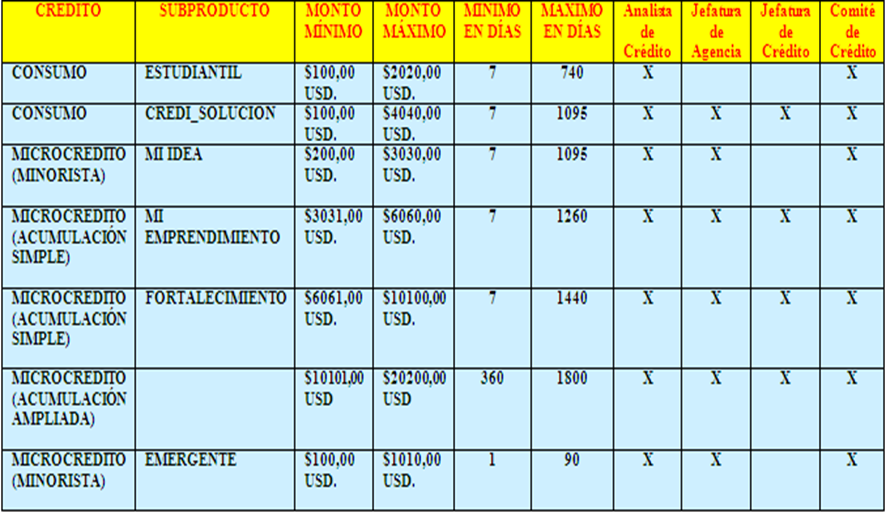 CREDITO SUBPRODUCTO MONTO MÍNIMO MONTO MÁXIMO MINIMO EN DÍAS MAXIMO EN DÍAS Analista de Crédito Jefatura de Agencia Jefatura de Crédito Comité de Crédito
CONSUMO ESTUDIANTIL $100,00 USD. $2020,00 USD. 7 740 X X
CONSUMO CREDI_SOLUCION $100,00 USD. $4040,00 USD. 7 1095 X X X X
MICROCREDITO (MINORISTA) MI IDEA $200,00 USD. $3030,00 USD. 7 1095 X X X
MICROCREDITO (ACUMULACIÓN SIMPLE) MI EMPRENDIMIENTO $3031,00 USD. $6060,00 USD. 7 1260 X X X X
MICROCREDITO (ACUMULACIÓN SIMPLE) FORTALECIMIENTO $6061,00 USD. $10100,00 USD. 7 1440 X X X X
MICROCREDITO (ACUMULACIÓN AMPLIADA) $10101,00 USD $20200,00 USD 360 1800 X X X X
MICROCREDITO (MINORISTA) EMERGENTE $100,00 USD. $1010,00 USD. 1 90 X X X